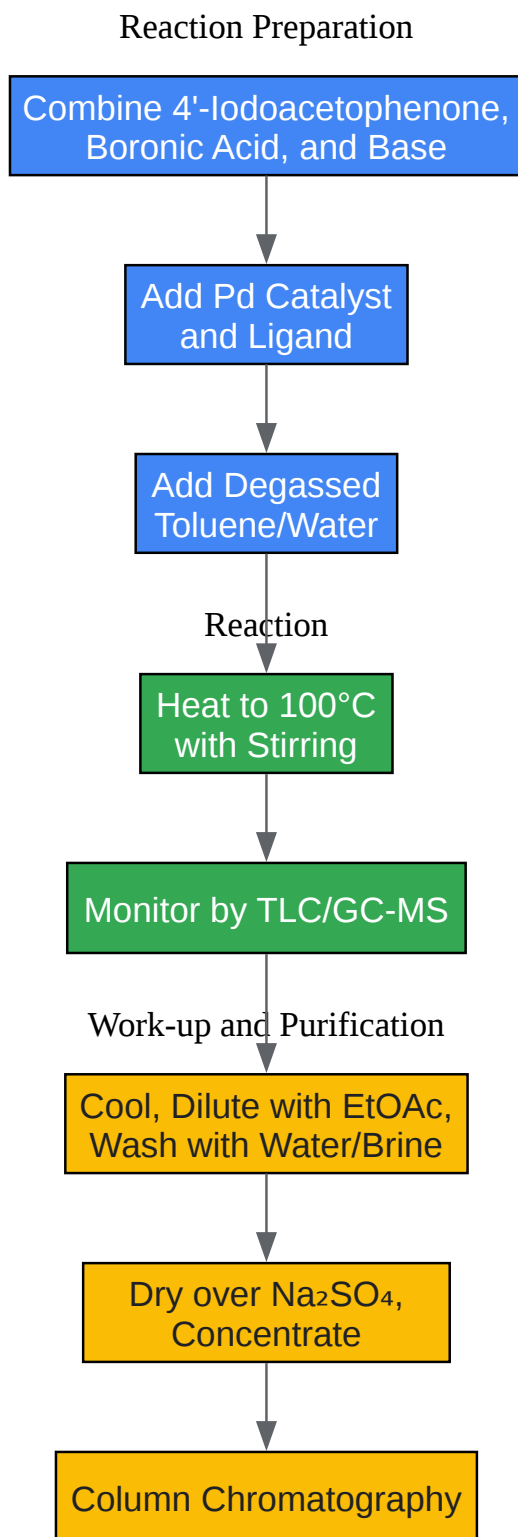 Reaction Preparation
Combine 4'-Iodoacetophenone,
Boronic Acid, and Base
Add Pd Catalyst
and Ligand
Add Degassed
Toluene/Water
Reaction
Heat to 100°C
with Stirring
Monitor by TLC/GC-MS
Work-up and Purification
Cool, Dilute with EtOAc,
Wash with Water/Brine
Dry over Na₂SO₄,
Concentrate
Column Chromatography